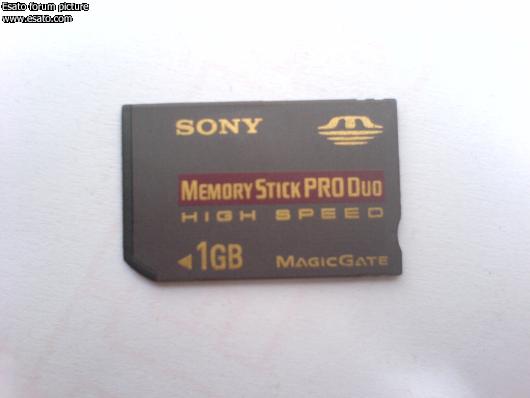 Esato forum picture
www.esato.com
SONY
MEMORY STICK PRO DUO
HIGH SPEED
1GB MAGICGATE